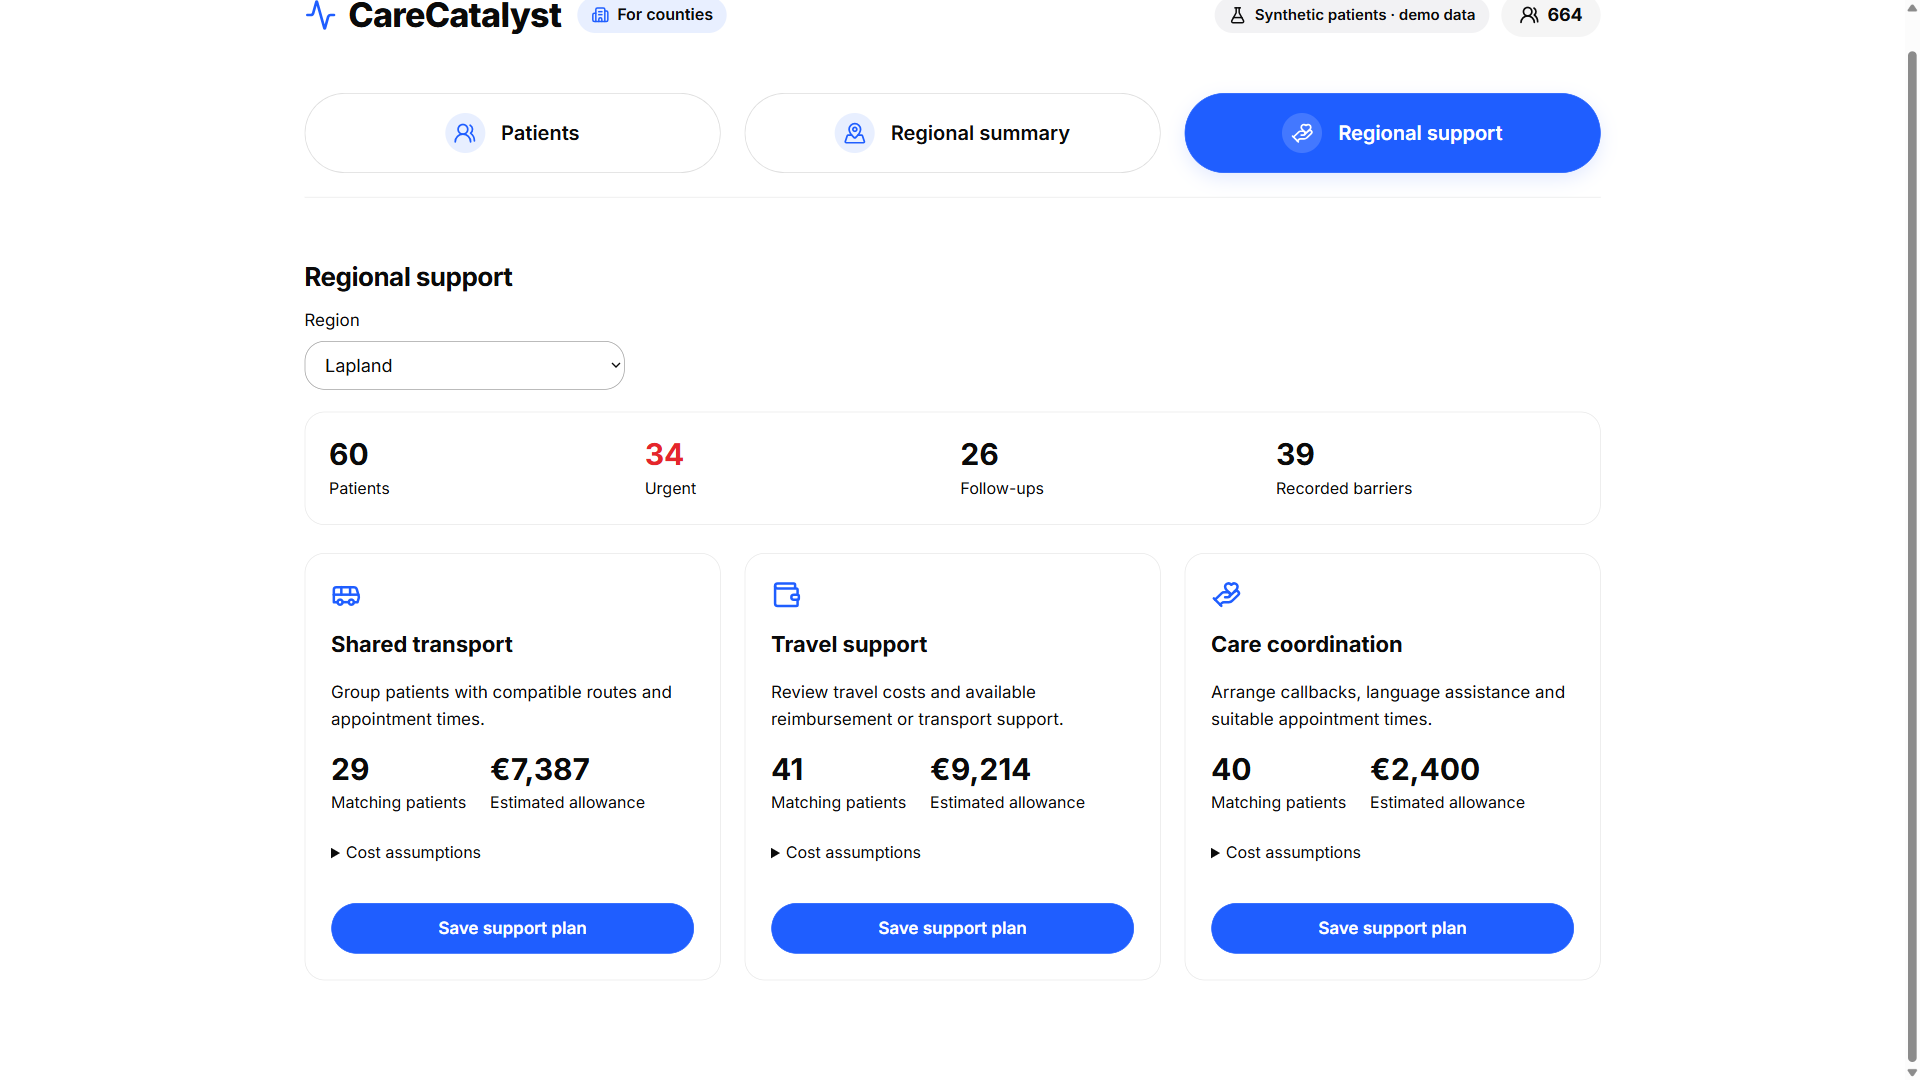 CareCatalyst
For counties
Synthetic patients · demo data
664
Patients
Regional summary
Regional support
Regional support
Region
Lapland
60
Patients
34
Urgent
26
Follow-ups
39
Recorded barriers
Shared transport
Group patients with compatible routes and
appointment times.
29
Matching patients
€7,387
Estimated allowance
Cost assumptions
Save support plan
Travel support
Review travel costs and available
reimbursement or transport support.
41
Matching patients
€9,214
Estimated allowance
Cost assumptions
Save support plan
Care coordination
Arrange callbacks, language assistance and
suitable appointment times.
40
Matching patients
€2,400
Estimated allowance
Cost assumptions
Save support plan